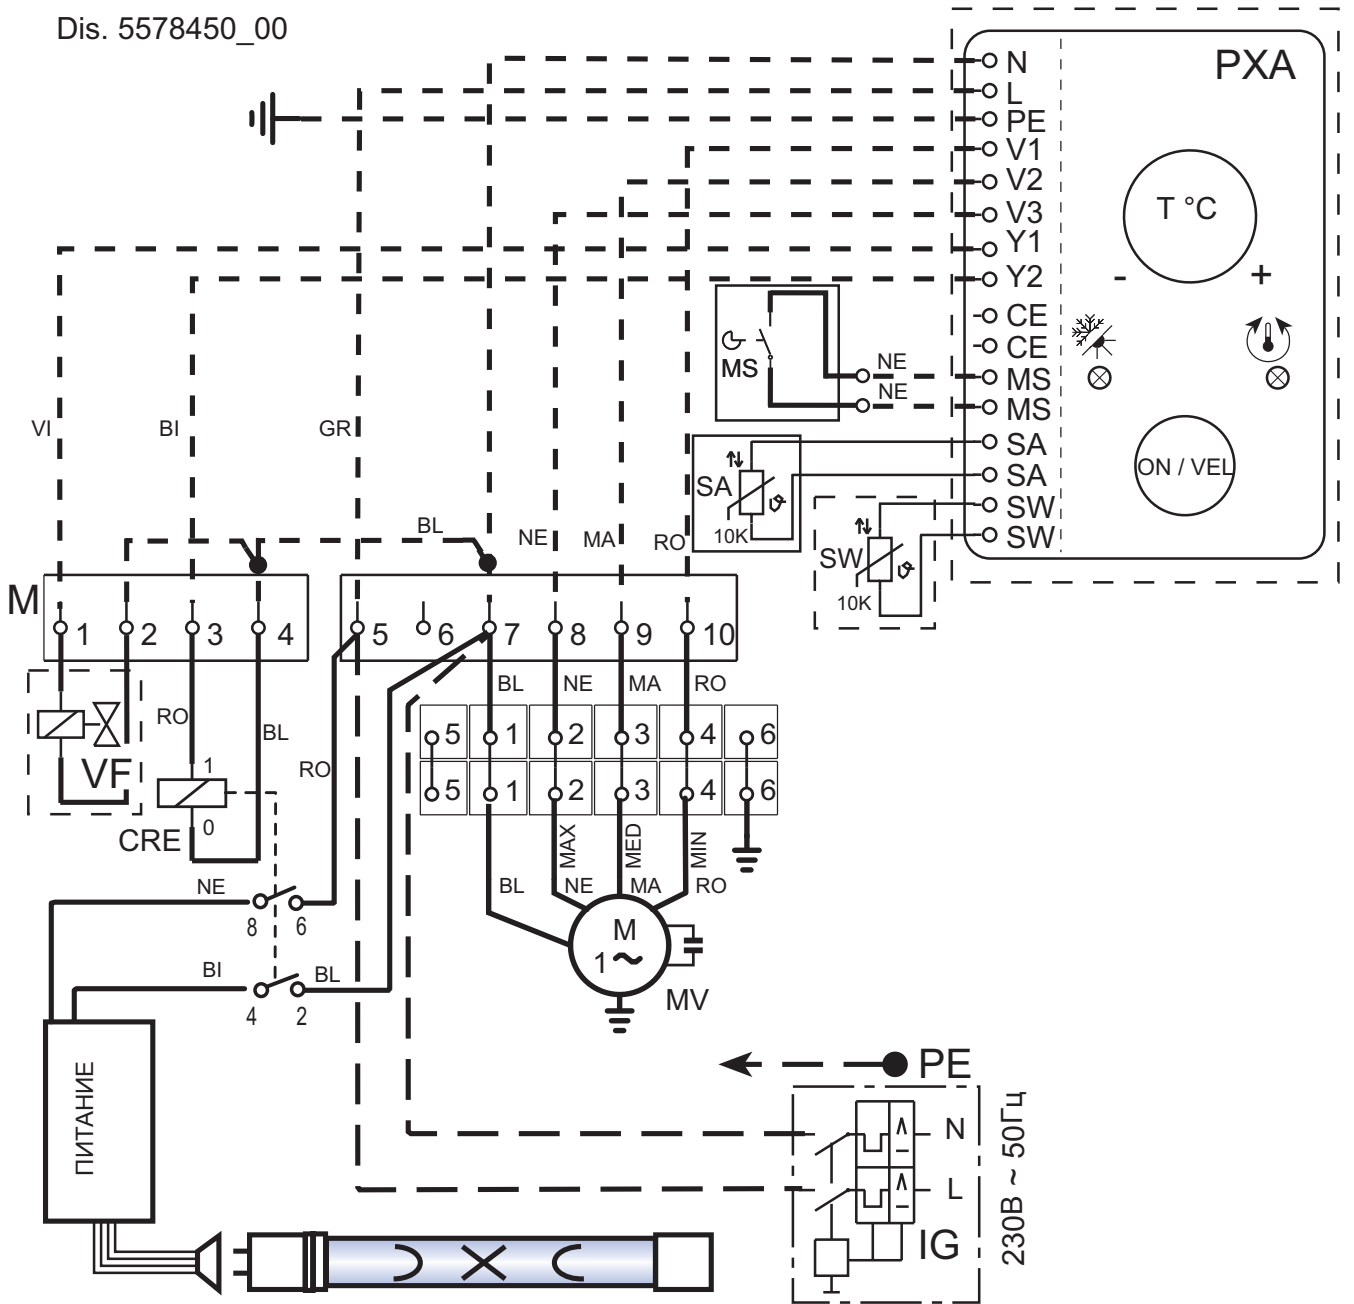 Dis. 5578450_00
PXA
N
L
PE
V1
V2
V3
Y1
Y2
CE
CE
MS
MS
SA
SA
SW
SW
T °C
- +
ON / VEL
MS
NE
NE
SA
10K
SW
10K
VI
BI
GR
BL
NE
MA
RO
M
1 2 3 4 5 6 7 8 9 10
BL NE MA RO
RO
BL
RO
VF
5 1 2 3 4 6
5 1 2 3 4 6
1
0
CRE
MAX
MED
MIN
BL NE MA RO
NE
8 6
BI BL
4 2
M
1
MV
ПИТАНИЕ
PE
N
L
IG
230В ~ 50Гц